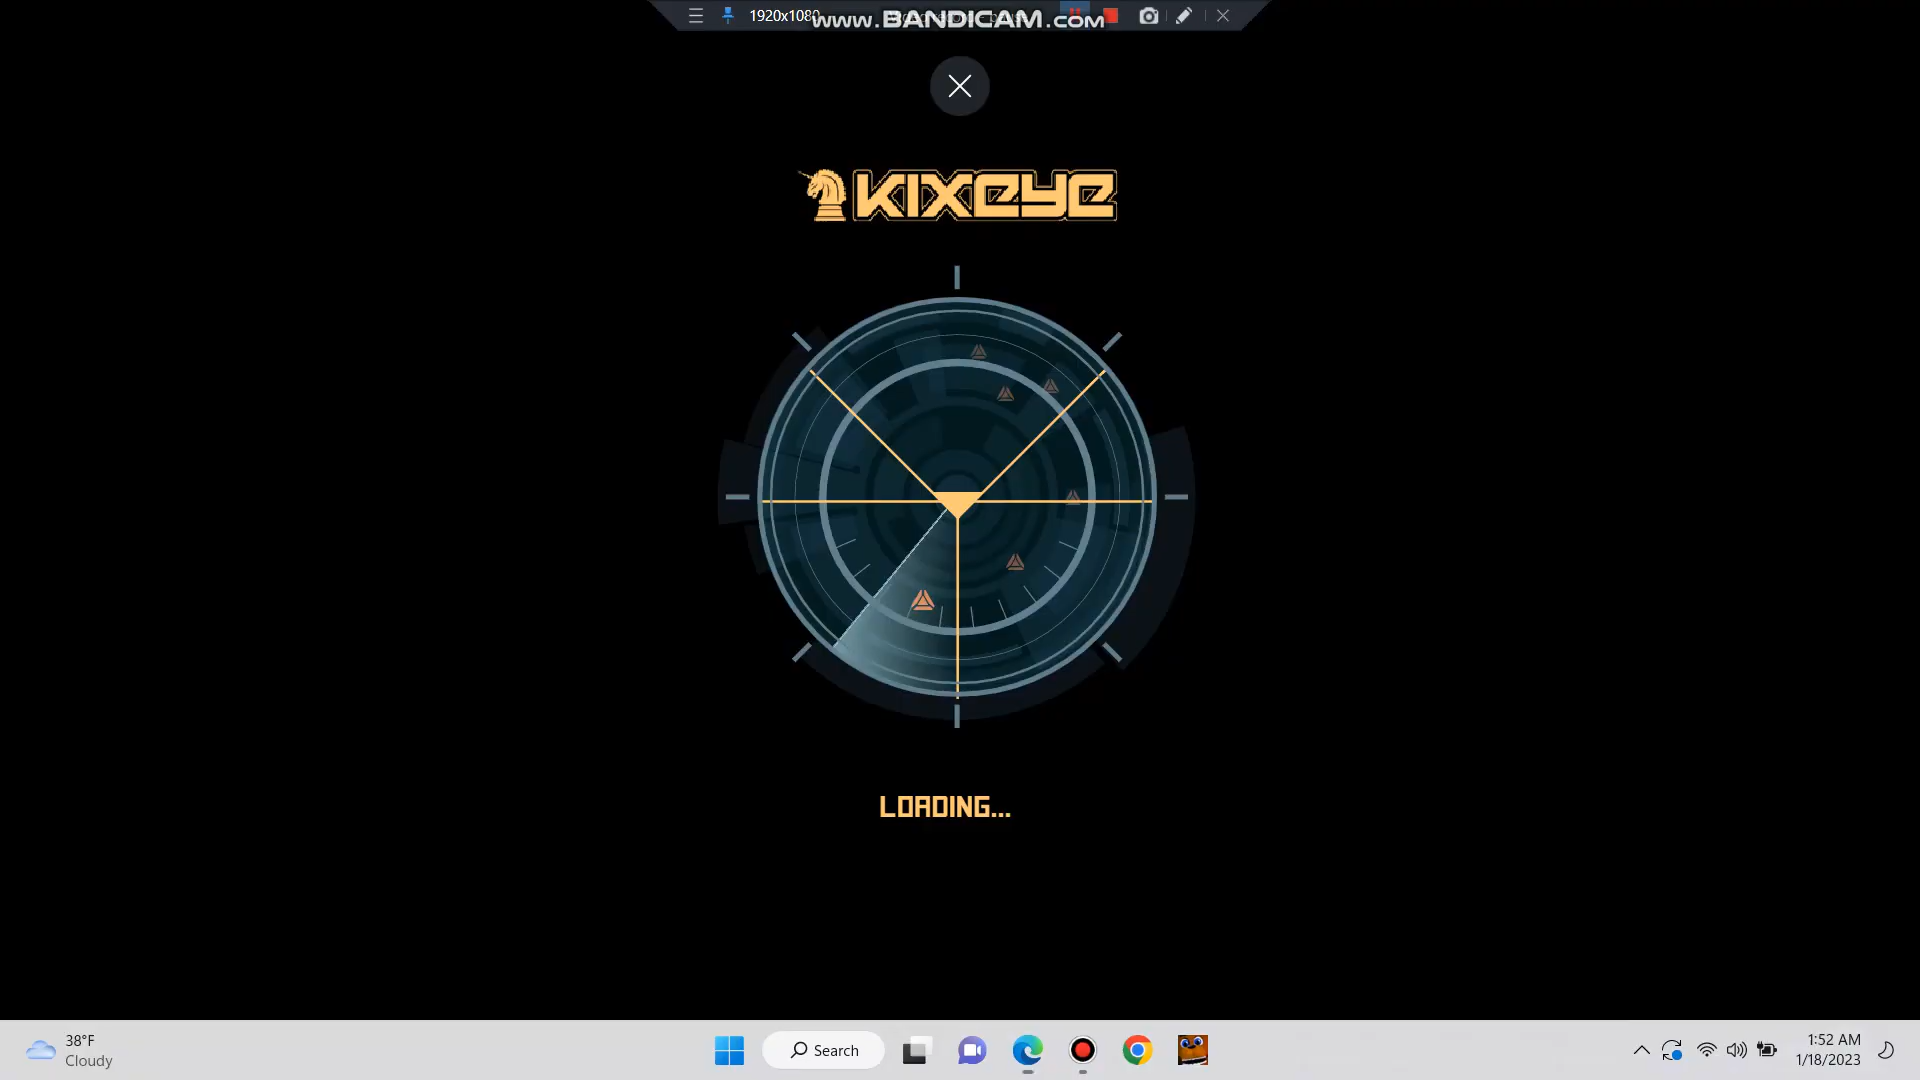 1920x1080
www.BANDICAM.com
KIXEYE
LOADING...
38°F
Cloudy
Search
1:52 AM
1/18/2023